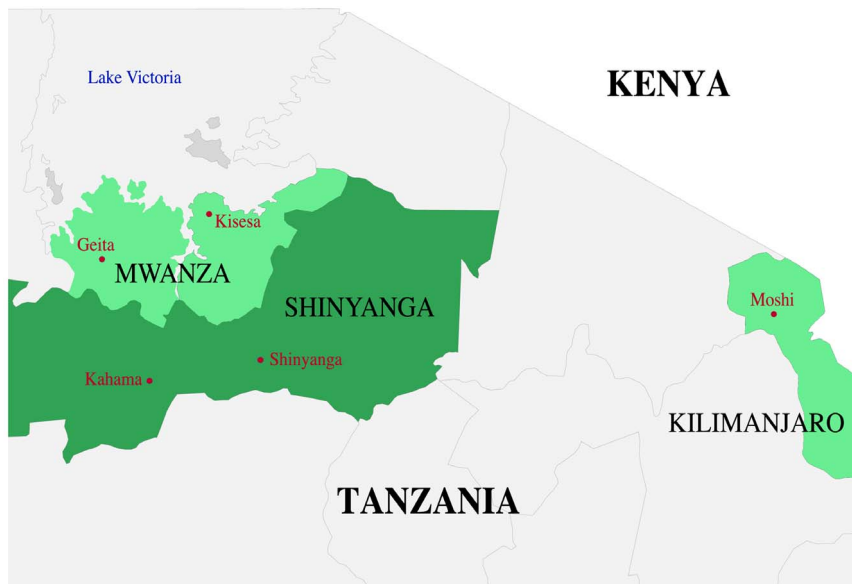 Lake Victoria
KENYA
Kisesa
Geita
MWANZA
SHINYANGA
Moshi
Shinyanga
Kahama
KILIMANJARO
TANZANIA